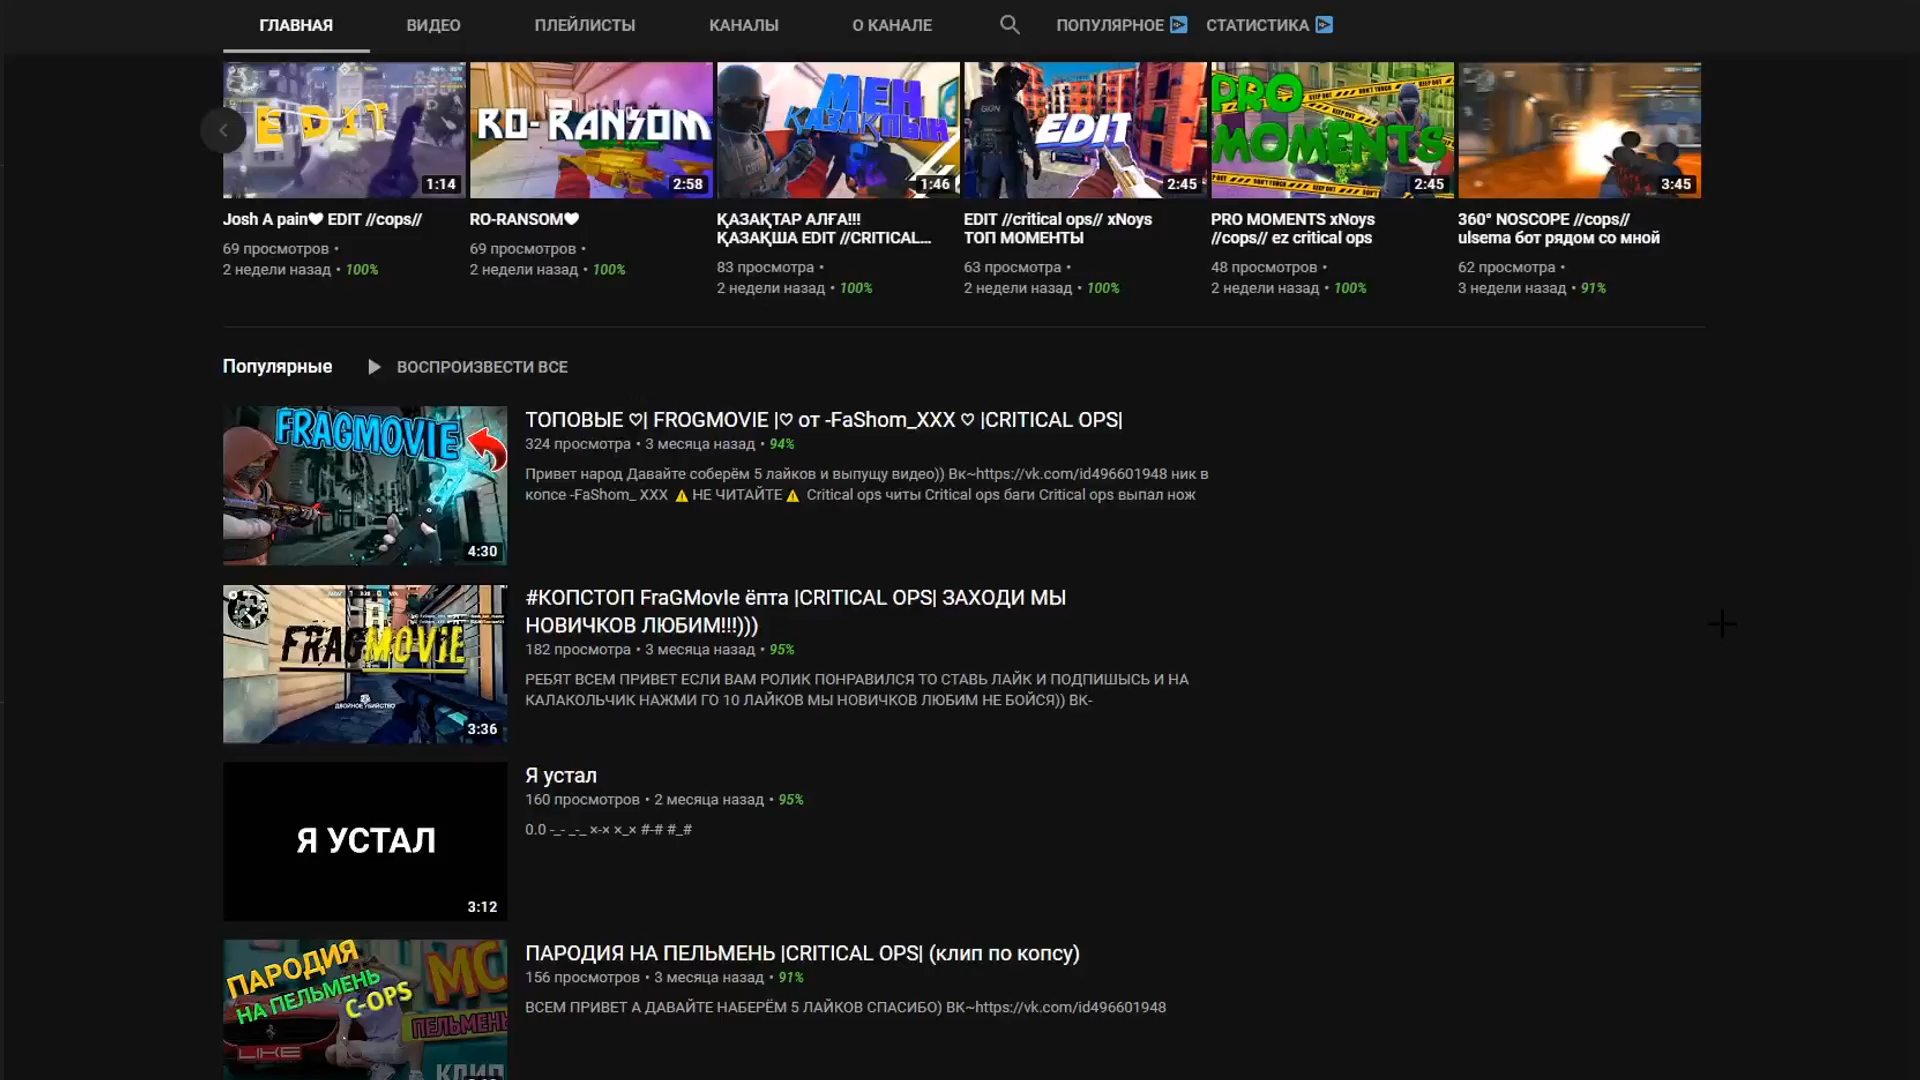 ГЛАВНАЯ ВИДЕО ПЛЕЙЛИСТЫ КАНАЛЫ О КАНАЛЕ ПОПУЛЯРНОЕ СТАТИСТИКА
EDIT
1:14
RO-RANSOM
2:58
МЕН
ҚАЗАҚПЫН
1:46
GIGN
EDIT
2:45
PRO
MOMENTS
2:45
3:45
Josh A pain🖤 EDIT //cops//
69 просмотров •
2 недели назад • 100%
RO-RANSOM🖤
69 просмотров •
2 недели назад • 100%
ҚАЗАҚТАР АЛҒА!!!
ҚАЗАҚША EDIT //CRITICAL...
83 просмотра •
2 недели назад • 100%
EDIT //critical ops// xNoys
ТОП МОМЕНТЫ
63 просмотра •
2 недели назад • 100%
PRO MOMENTS xNoys
//cops// ez critical ops
48 просмотров •
2 недели назад • 100%
360° NOSCOPE //cops//
ulsema бот рядом со мной
62 просмотра •
3 недели назад • 91%
Популярные ВОСПРОИЗВЕСТИ ВСЕ
FRAGMOVIE
4:30
ТОПОВЫЕ ♡| FROGMOVIE |♡ от -FaShom_XXX ♡ |CRITICAL OPS|
324 просмотра • 3 месяца назад • 94%
Привет народ Давайте соберём 5 лайков и выпущу видео)) Вк~https://vk.com/id496601948 ник в
копсе -FaShom_ XXX ⚠️НЕ ЧИТАЙТЕ⚠️ Critical ops читы Critical ops баги Critical ops выпал нож
FRAGMOVIE
ДВОЙНОЕ УБИЙСТВО
3:36
#КОПСТОП FraGMovIe ёпта |CRITICAL OPS| ЗАХОДИ МЫ
НОВИЧКОВ ЛЮБИМ!!!)))
182 просмотра • 3 месяца назад • 95%
РЕБЯТ ВСЕМ ПРИВЕТ ЕСЛИ ВАМ РОЛИК ПОНРАВИЛСЯ ТО СТАВЬ ЛАЙК И ПОДПИШЫСЬ И НА
КАЛАКОЛЬЧИК НАЖМИ ГО 10 ЛАЙКОВ МЫ НОВИЧКОВ ЛЮБИМ НЕ БОЙСЯ)) ВК-
Я УСТАЛ
3:12
Я устал
160 просмотров • 2 месяца назад • 95%
0.0 -_- _-_ ×-× ×_× #-# #_#
ПАРОДИЯ
НА ПЕЛЬМЕНЬ
C-OPS
МС
ПЕЛЬМЕНЬ
LIKE
КЛИП
ПАРОДИЯ НА ПЕЛЬМЕНЬ |CRITICAL OPS| (клип по копсу)
156 просмотров • 3 месяца назад • 91%
ВСЕМ ПРИВЕТ А ДАВАЙТЕ НАБЕРЁМ 5 ЛАЙКОВ СПАСИБО) ВК~https://vk.com/id496601948